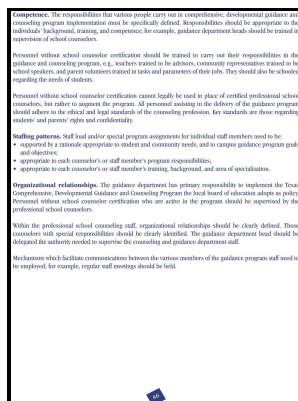 Competence. The responsibilities that various people carry out in comprehensive, developmental guidance and
counseling program implementation must be specifically defined. Responsibilities should be appropriate to the
individuals' background, training, and competence; for example, guidance department heads should be trained in
supervision of school counselors.
Personnel without school counselor certification should be trained to carry out their responsibilities in the
guidance and counseling program, e.g., teachers trained to be advisors, community representatives trained to be
school speakers, and parent volunteers trained in tasks and parameters of their jobs. They should also be schooled
regarding the needs of students.
Personnel without school counselor certification cannot legally be used in place of certified professional school
counselors, but rather to augment the program. All personnel assisting in the delivery of the guidance program
should adhere to the ethical and legal standards of the counseling profession. Key standards are those regarding
students' and parents' rights and confidentiality.
Staffing patterns. Staff load and/or special program assignments for individual staff members need to be:
• supported by a rationale appropriate to student and community needs, and to campus guidance program goals
and objectives;
• appropriate to each counselor's or staff member's program responsibilities;
• appropriate to each counselor's or staff member's training, background, and area of specialization.
Organizational relationships. The guidance department has primary responsibility to implement the Texas
Comprehensive, Developmental Guidance and Counseling Program the local board of education adopts as policy.
Personnel without school counselor certification who are active in the program should be supervised by the
professional school counselors.
Within the professional school counseling staff, organizational relationships should be clearly defined. Those
counselors with special responsibilities should be clearly identified. The guidance department head should be
delegated the authority needed to supervise the counseling and guidance department staff.
Mechanisms which facilitate communications between the various members of the guidance program staff need to
be employed; for example, regular staff meetings should be held.
46